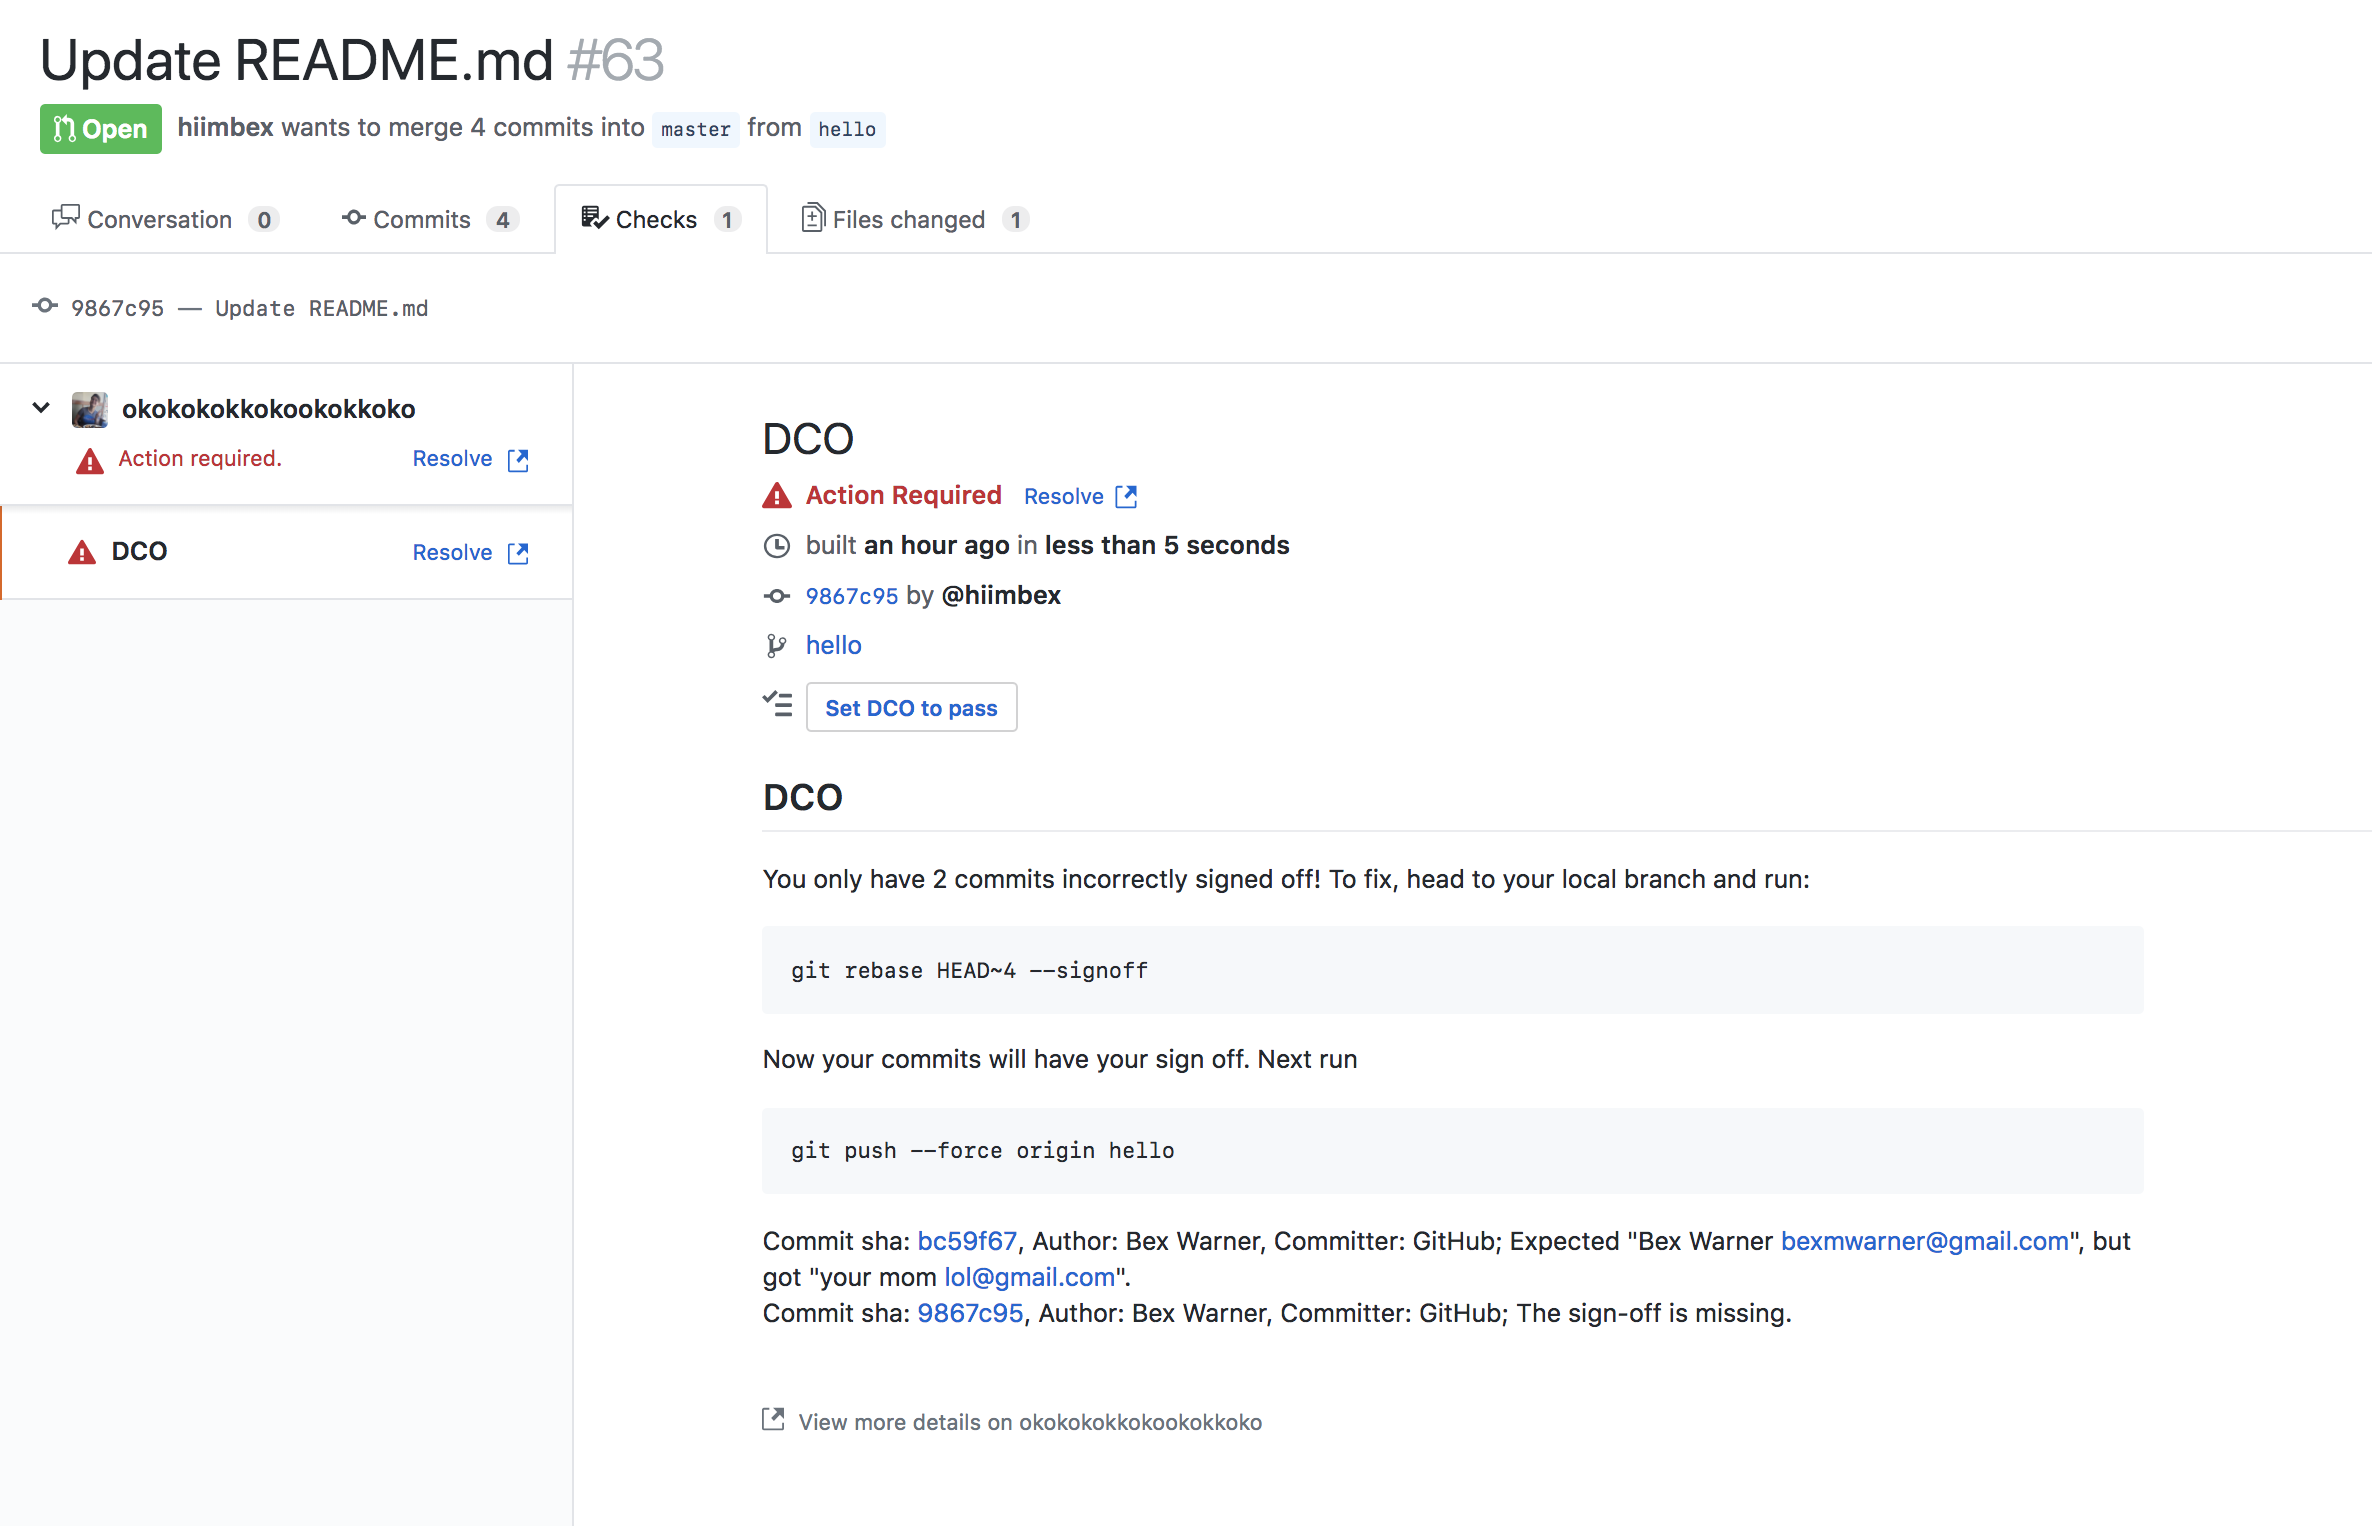 Update README.md #63
Open hiimbex wants to merge 4 commits into master from hello
Conversation 0 Commits 4 Checks 1 Files changed 1
9867c95 — Update README.md
okokokokkokookokkoko
Action required. Resolve
DCO Resolve
DCO
Action Required Resolve
built an hour ago in less than 5 seconds
9867c95 by @hiimbex
hello
Set DCO to pass
DCO
You only have 2 commits incorrectly signed off! To fix, head to your local branch and run:
git rebase HEAD~4 --signoff
Now your commits will have your sign off. Next run
git push --force origin hello
Commit sha: bc59f67, Author: Bex Warner, Committer: GitHub; Expected "Bex Warner bexmwarner@gmail.com", but
got "your mom lol@gmail.com".
Commit sha: 9867c95, Author: Bex Warner, Committer: GitHub; The sign-off is missing.
View more details on okokokokkokookokkoko